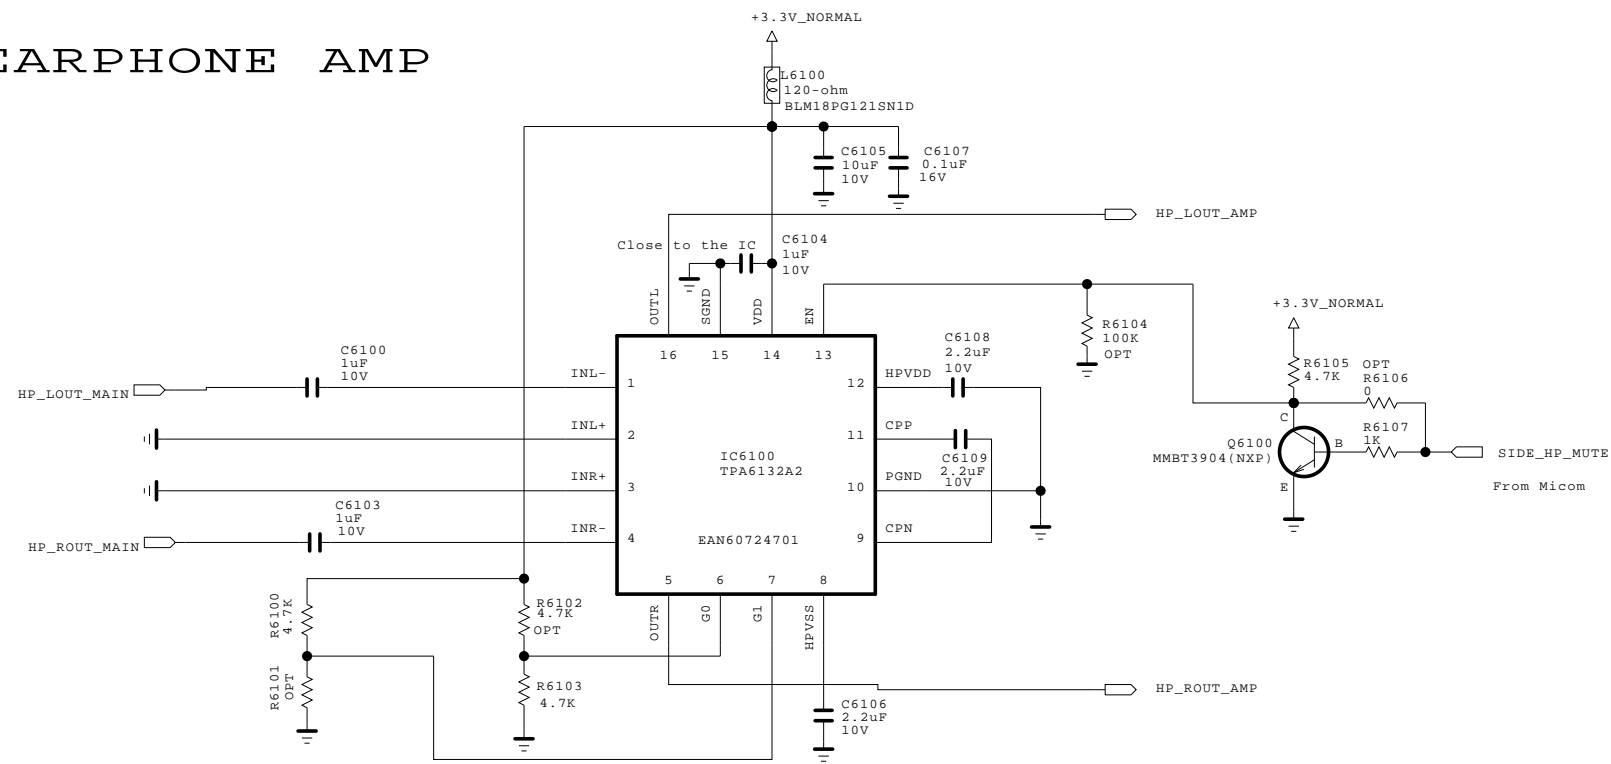 +3.3V_NORMAL
EARPHONE AMP
L6100
120-ohm
BLM18PG121SN1D
C6105
10uF
10V
C6107
0.1uF
16V
HP_LOUT_AMP
Close to the IC
C6104
1uF
10V
OUTL
SGND
VDD
EN
16
15
14
13
R6104
100K
OPT
+3.3V_NORMAL
R6105
4.7K
OPT
R6106
0
R6107
1K
C
B
E
Q6100
MMBT3904(NXP)
SIDE_HP_MUTE
From Micom
C6100
1uF
10V
HP_LOUT_MAIN
INL-
1
INL+
2
INR+
3
INR-
4
C6103
1uF
10V
HP_ROUT_MAIN
IC6100
TPA6132A2
EAN60724701
12
HPVDD
C6108
2.2uF
10V
11
CPP
C6109
2.2uF
10V
10
PGND
9
CPN
5
6
7
8
OUTR
G0
G1
HPVSS
R6100
4.7K
R6101
OPT
R6102
4.7K
OPT
R6103
4.7K
HP_ROUT_AMP
C6106
2.2uF
10V